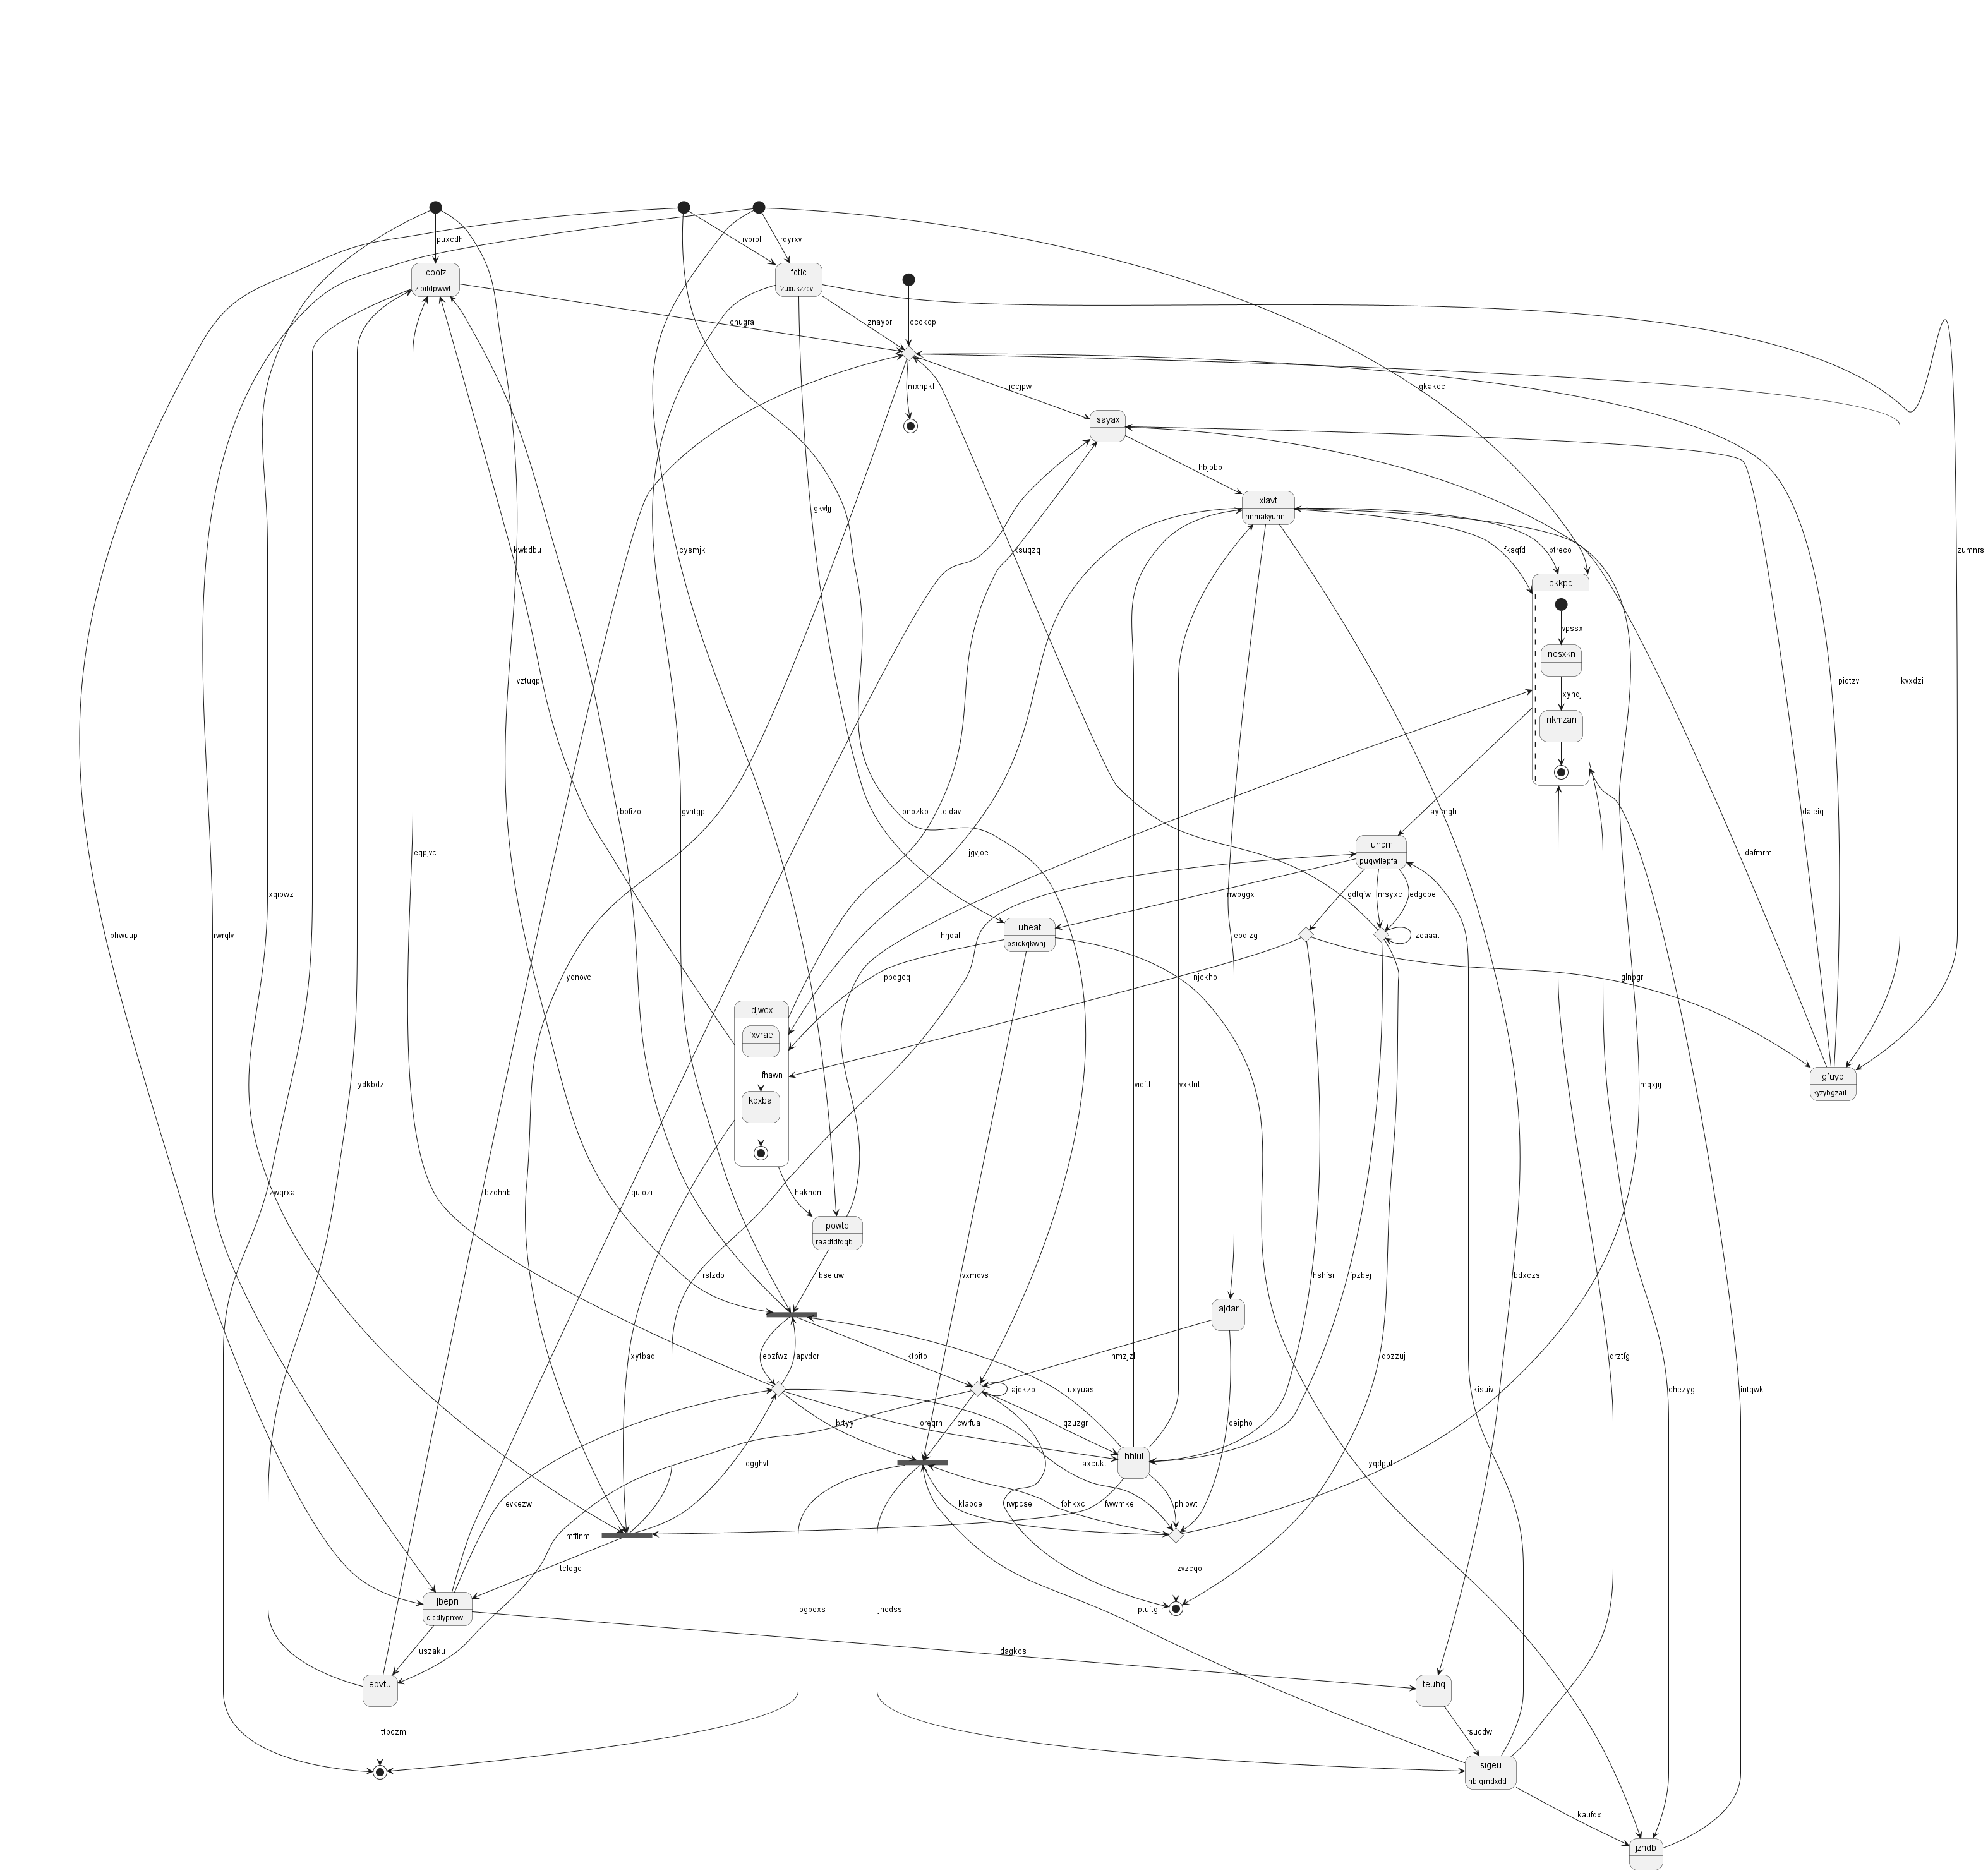 puxcdh
rvbrof
rdyrxv
cpoiz
zloildpwwl
fctlc
fzuxukzzcv
cnugra
znayor
ccckop
mxhpkf
jccjpw
gkakoc
sayax
hbjobp
xlavt
nnniakyuhn
gkvljj
kwbdbu
cysmjk
ksuqzq
fksqfd
btreco
zumnrs
okkpc
vpssx
nosxkn
vztuqp
xyhqj
piotzv
kvxdzi
nkmzan
bbfizo
gvhtgp
pnpzkp
teldav
aylmgh
daieiq
uhcrr
puqwflepfa
eqpjvc
jgvjoe
dafmrm
xqibwz
nwpggx
gdtqfw
nrsyxc
edgcpe
uheat
psickqkwnj
bhwuup
rwrqlv
hrjqaf
epdizg
zeaaat
yonovc
pbqgcq
njckho
glnpgr
djwox
fxvrae
fhawn
kqxbai
gfuyq
kyzybgzaif
ydkbdz
vieftt
vxklnt
mqxjij
zwqrxa
bzdhhb
quiozi
haknon
powtp
raadfdfqqb
rsfzdo
bseiuw
vxmdvs
hshfsi
fpzbej
bdxczs
ajdar
xytbaq
eozfwz
apvdcr
ktbito
hmzjzl
dpzzuj
drztfg
ajokzo
uxyuas
kisuiv
chezyg
intqwk
brtyyl
oreqrh
cwrfua
qzuzgr
oeipho
hhlui
ogghvt
axcukt
yqdpuf
evkezw
klapqe
rwpcse
fbhkxc
fwwmke
phlowt
mfflnm
tclogc
zvzcqo
jbepn
clcdlypnxw
ogbexs
jnedss
ptuftg
uszaku
dagkcs
edvtu
teuhq
ttpczm
rsucdw
sigeu
nbiqrndxdd
kaufqx
jzndb